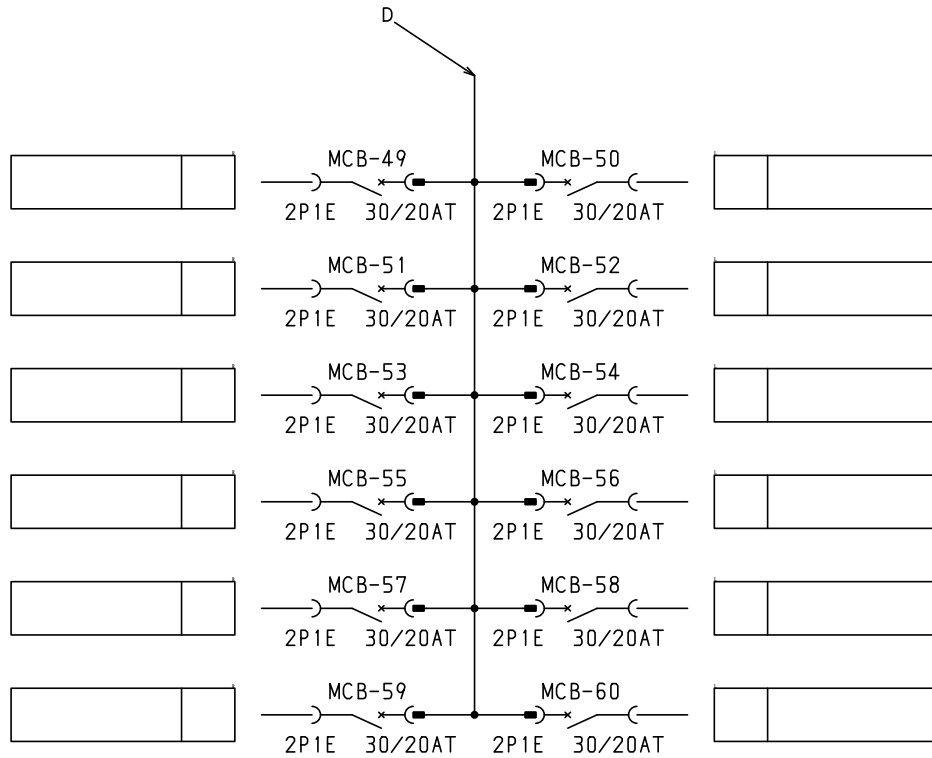 D
MCB-49 MCB-50
2P1E 30/20AT 2P1E 30/20AT
MCB-51 MCB-52
2P1E 30/20AT 2P1E 30/20AT
MCB-53 MCB-54
2P1E 30/20AT 2P1E 30/20AT
MCB-55 MCB-56
2P1E 30/20AT 2P1E 30/20AT
MCB-57 MCB-58
2P1E 30/20AT 2P1E 30/20AT
MCB-59 MCB-60
2P1E 30/20AT 2P1E 30/20AT